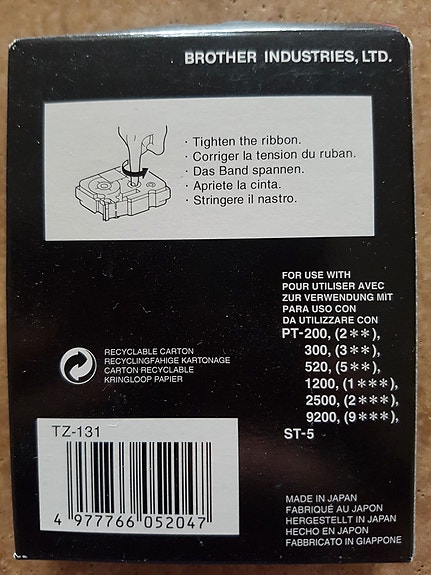 BROTHER INDUSTRIES, LTD.
· Tighten the ribbon.
· Corriger la tension du ruban.
· Das Band spannen.
· Apriete la cinta.
· Stringere il nastro.
FOR USE WITH
POUR UTILISER AVEC
ZUR VERWENDUNG MIT
PARA USO CON
DA UTILIZZARE CON
PT-200, (2**),
300, (3**),
520, (5**),
1200, (1***),
2500, (2***),
9200, (9***),
ST-5
RECYCLABLE CARTON
RECYCLINGFAHIGE KARTONAGE
CARTON RECYCLABLE
KRINGLOOP PAPIER
TZ-131
4 977766 052047
MADE IN JAPAN
FABRIQUÉ AU JAPON
HERGESTELLT IN JAPAN
HECHO EN JAPON
FABBRICATO IN GIAPPONE